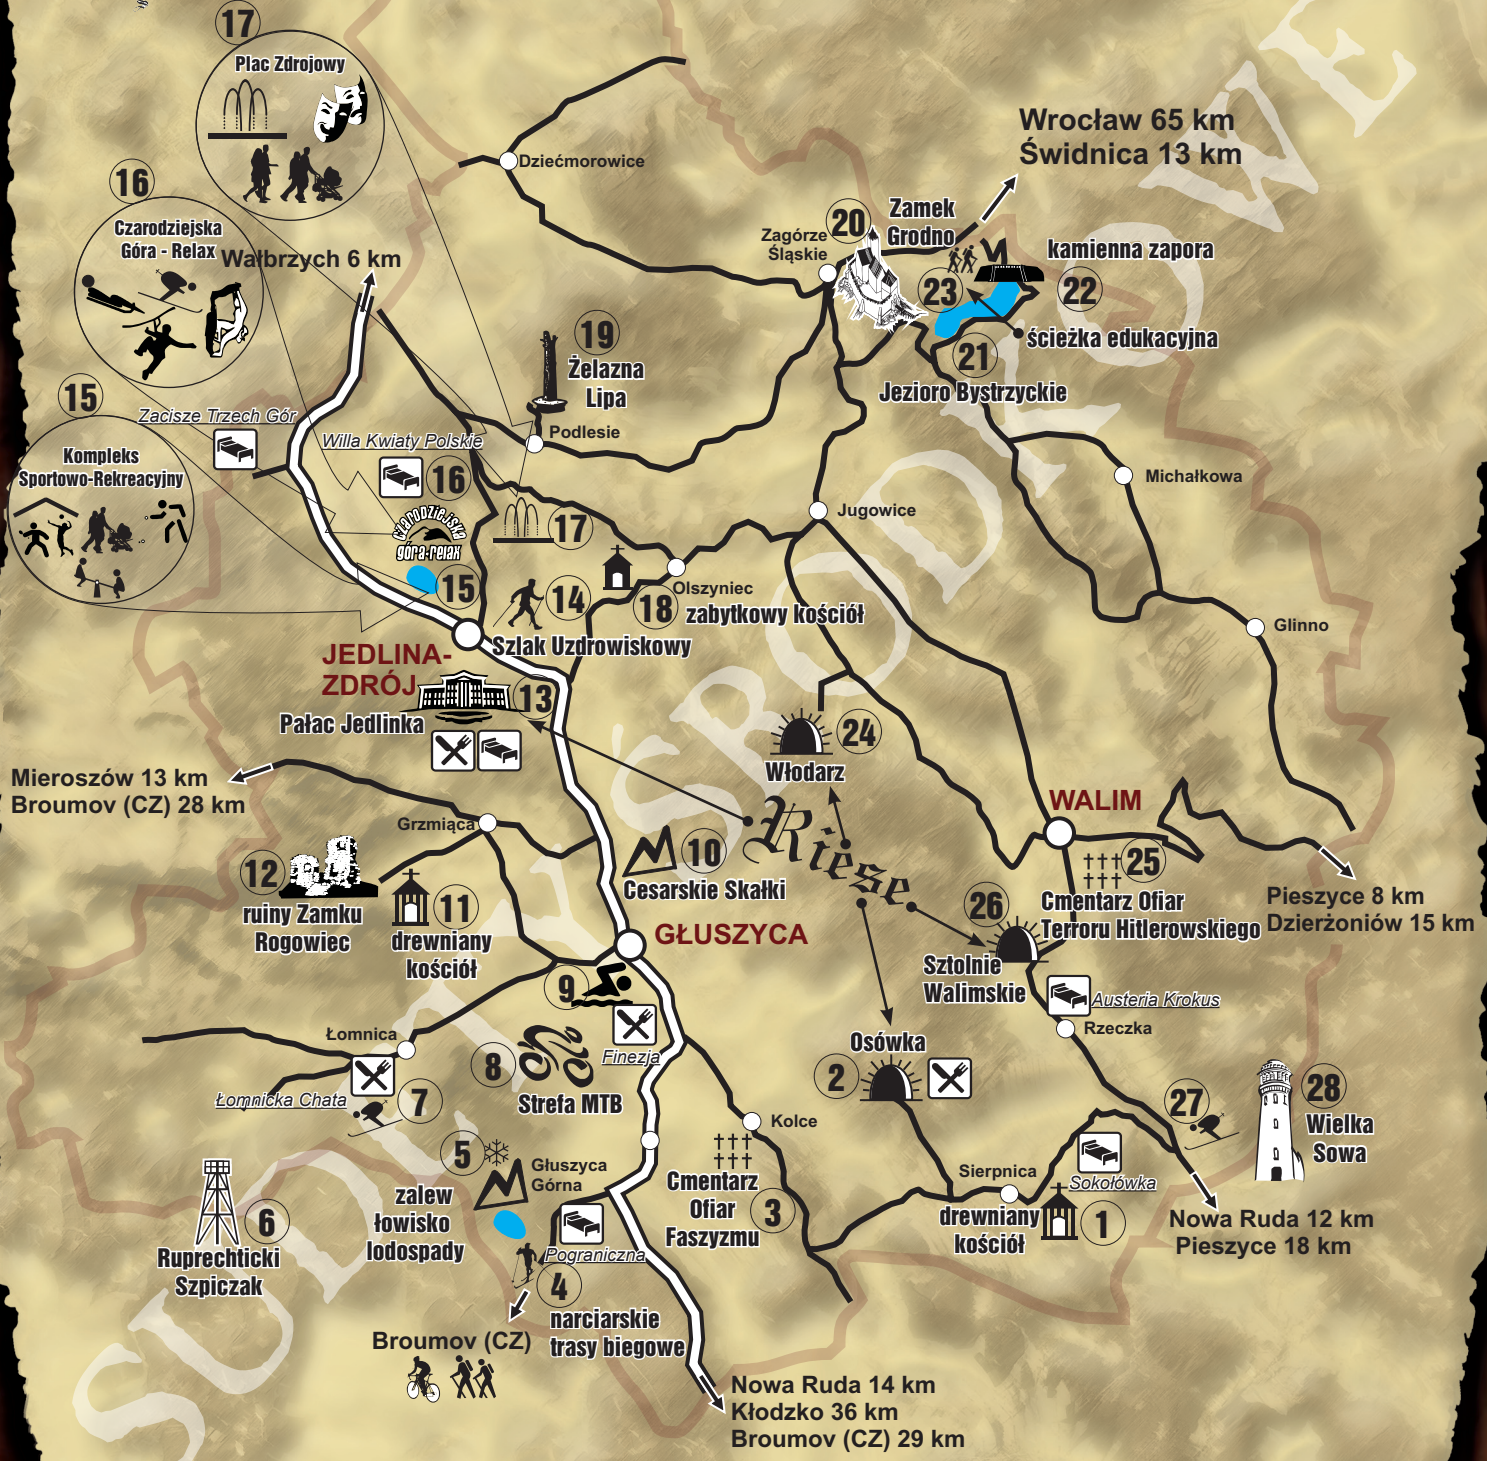 17
Plac Zdrojowy
16
Czarodziejska
Góra - Relax
Wałbrzych 6 km
15
Kompleks
Sportowo-Rekreacyjny
Zacisze Trzech Gór
Willa Kwiaty Polskie
16
czarodziejska
góra-relax
15
17
14
Szlak Uzdrowiskowy
19
Żelazna
Lipa
Podlesie
Dziećmorowice
Wrocław 65 km
Świdnica 13 km
Zagórze
Śląskie
20
Zamek
Grodno
kamienna zapora
22
23
ścieżka edukacyjna
21
Jezioro Bystrzyckie
Michałkowa
Jugowice
Glinno
Olszyniec
18
zabytkowy kościół
JEDLINA-
ZDRÓJ
13
Pałac Jedlinka
24
Włodarz
Riese
Mieroszów 13 km
Broumov (CZ) 28 km
Grzmiąca
12
ruiny Zamku
Rogowiec
11
drewniany
kościół
10
Cesarskie Skałki
GŁUSZYCA
WALIM
25
Cmentarz Ofiar
Terroru Hitlerowskiego
Pieszyce 8 km
Dzierżoniów 15 km
26
Sztolnie
Walimskie
Austeria Krokus
Rzeczka
9
Finezja
8
Strefa MTB
Łomnica
Łomnicka Chata
7
Osówka
2
Kolce
27
28
Wielka
Sowa
5
zalew
łowisko
lodospady
Głuszyca
Górna
Cmentarz
Ofiar
Faszyzmu
3
Sierpnica
drewniany
kościół
1
Sokołówka
Nowa Ruda 12 km
Pieszyce 18 km
6
Ruprechticki
Szpiczak
Pograniczna
4
narciarskie
trasy biegowe
Broumov (CZ)
Nowa Ruda 14 km
Kłodzko 36 km
Broumov (CZ) 29 km
SUDETY ŚRODKOWE